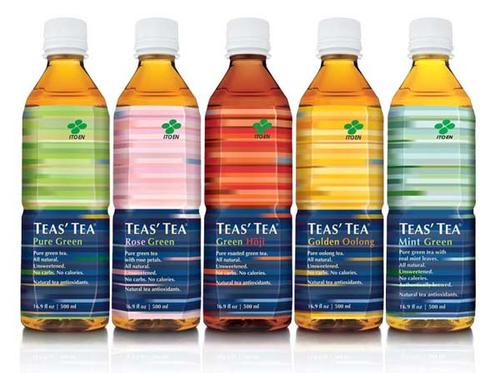 ITO EN
TEAS' TEA®
Pure Green
Pure green tea.
All natural.
Unsweetened.
No carbs. No calories.
Natural tea antioxidants.
16.9 fl oz | 500 ml
ITO EN
TEAS' TEA®
Rose Green
Pure green tea
with rose petals.
All natural.
Unsweetened.
No carbs. No calories.
Natural tea antioxidants.
16.9 fl oz | 500 ml
ITO EN
TEAS' TEA®
Green Hōji
Pure roasted green tea.
All natural.
Unsweetened.
No carbs. No calories.
Natural tea antioxidants.
16.9 fl oz | 500 ml
ITO EN
TEAS' TEA®
Golden Oolong
Pure oolong tea.
All natural.
Unsweetened.
No carbs. No calories.
Natural tea antioxidants.
16.9 fl oz | 500 ml
ITO EN
TEAS' TEA®
Mint Green
Pure green tea with
real mint leaves.
All natural.
Unsweetened.
No carbs. No calories.
Authentically brewed.
Natural tea antioxidants.
16.9 fl oz | 500 ml